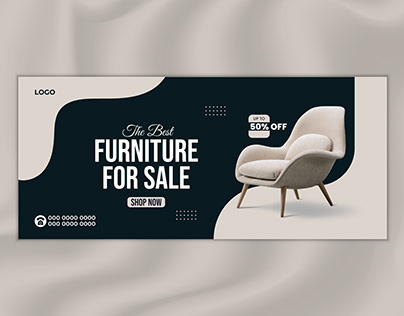 LOGO
The Best
FURNITURE
FOR SALE
SHOP NOW
UP TO
50% OFF
000 0000 0000
000 0000 0000